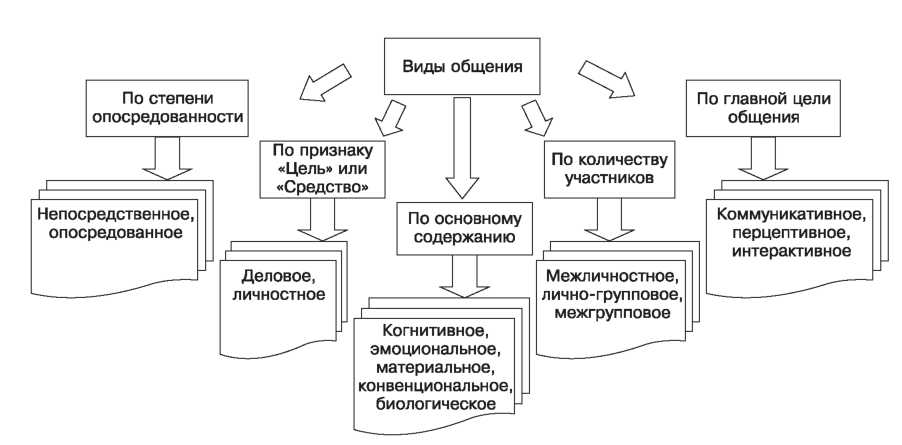 Виды общения
По степени
опосредованности
Непосредственное,
опосредованное
По признаку
«Цель» или
«Средство»
Деловое,
личностное
По основному
содержанию
Когнитивное,
эмоциональное,
материальное,
конвенциональное,
биологическое
По количеству
участников
Межличностное,
лично-групповое,
межгрупповое
По главной цели
общения
Коммуникативное,
перцептивное,
интерактивное